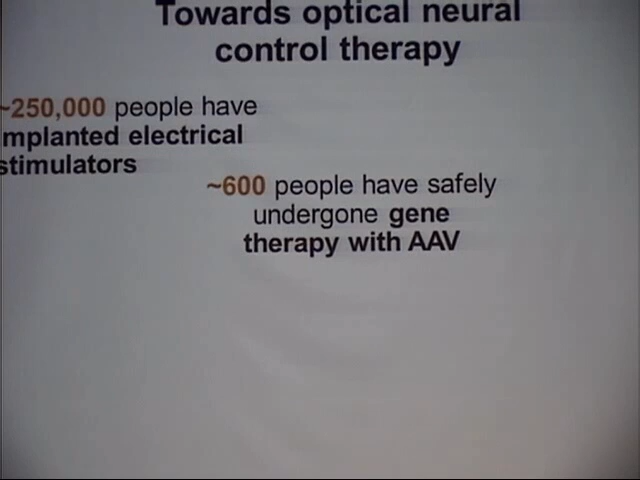 Towards optical neural
control therapy
~250,000 people have
mplanted electrical
stimulators
~600 people have safely
undergone gene
therapy with AAV